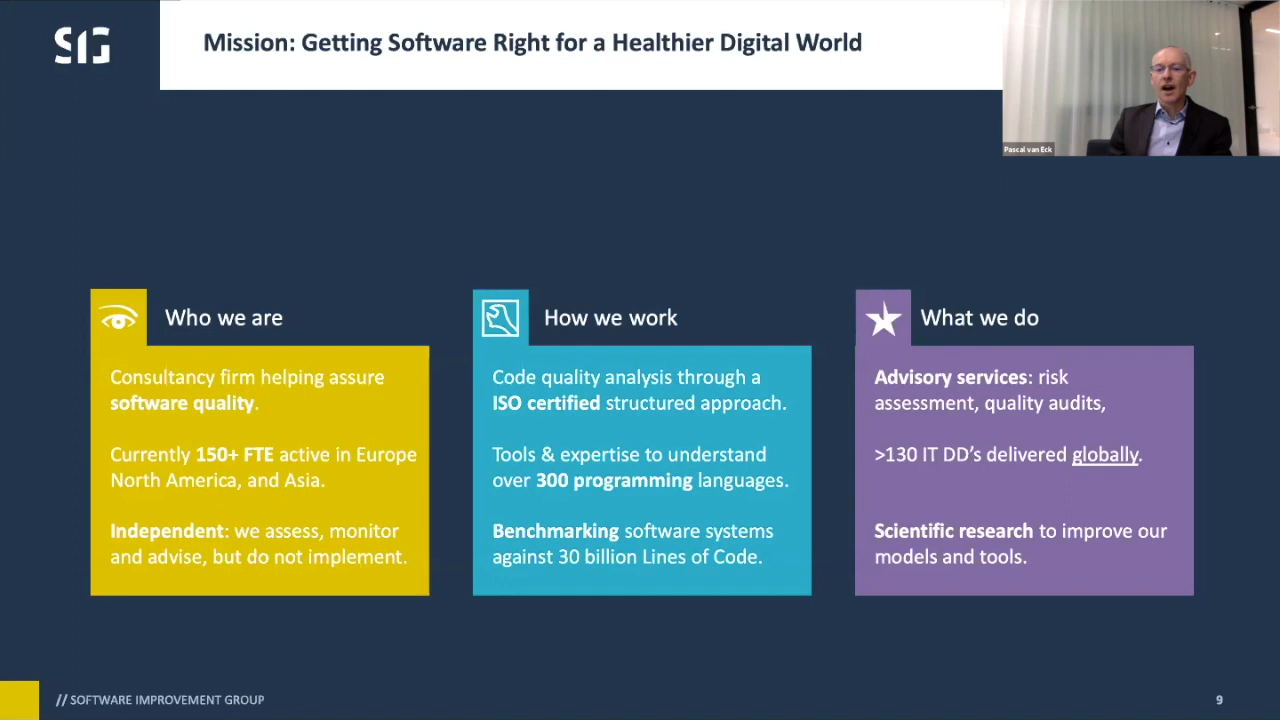 SIG
Mission: Getting Software Right for a Healthier Digital World
Pascal van Eck
Who we are
Consultancy firm helping assure
software quality.
Currently 150+ FTE active in Europe
North America, and Asia.
Independent: we assess, monitor
and advise, but do not implement.
How we work
Code quality analysis through a
ISO certified structured approach.
Tools & expertise to understand
over 300 programming languages.
Benchmarking software systems
against 30 billion Lines of Code.
What we do
Advisory services: risk
assessment, quality audits,
>130 IT DD's delivered globally.
Scientific research to improve our
models and tools.
// SOFTWARE IMPROVEMENT GROUP
9